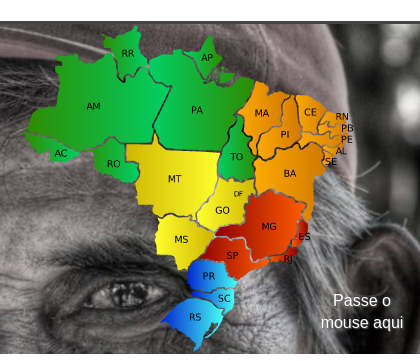 RR
AP
AM
PA
MA
CE
RN
PB
PE
PI
AL
SE
AC
RO
TO
BA
MT
DF
GO
MG
MS
ES
SP
RJ
PR
SC
RS
Passe o
mouse aqui